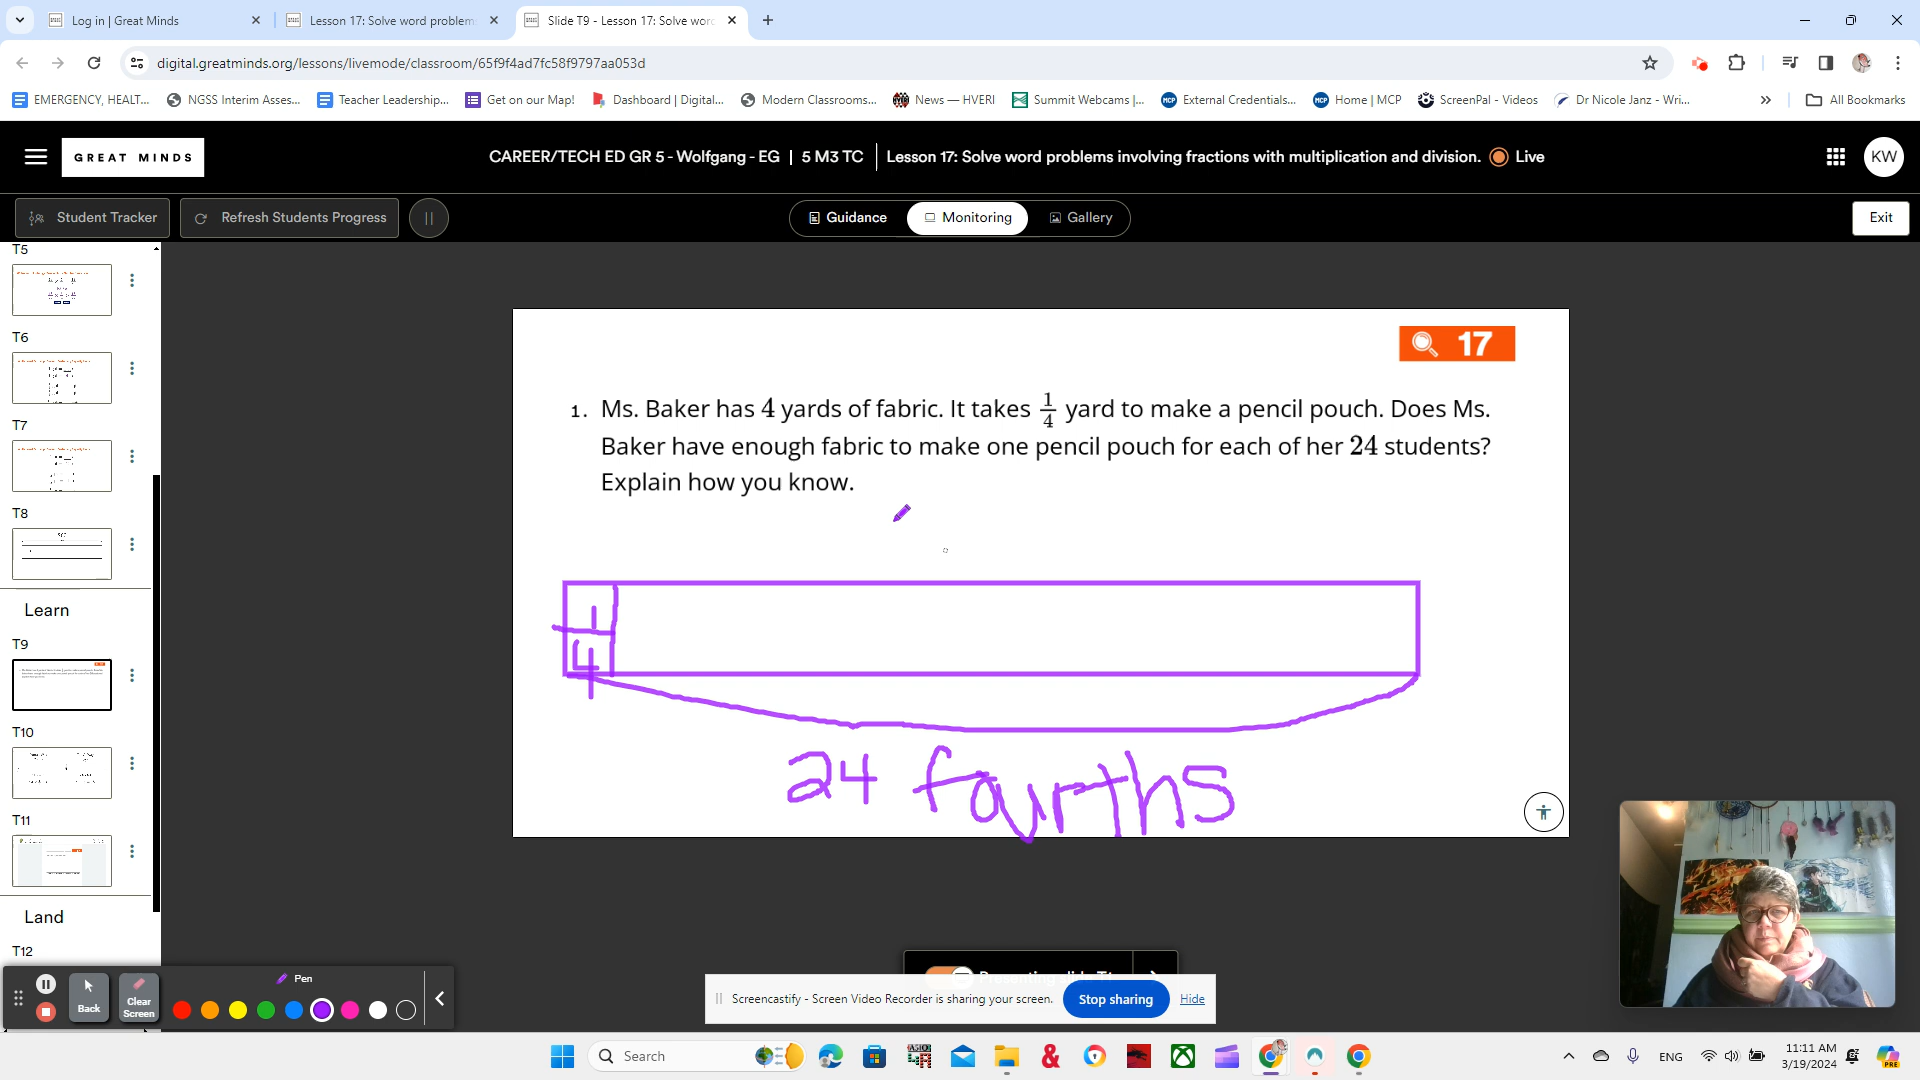 Log in | Great Minds
Lesson 17: Solve word problem
Slide T9 - Lesson 17: Solve wor
digital.greatminds.org/lessons/livemode/classroom/65f9f4ad7fc58f9797aa053d
EMERGENCY, HEALT...
NGSS Interim Asses...
Teacher Leadership...
Get on our Map!
Dashboard | Digital...
Modern Classrooms...
News — HVERI
Summit Webcams |...
External Credentials...
Home | MCP
ScreenPal - Videos
Dr Nicole Janz - Wri...
All Bookmarks
GREAT MINDS
CAREER/TECH ED GR 5 - Wolfgang - EG | 5 M3 TC
Lesson 17: Solve word problems involving fractions with multiplication and division.
Live
KW
Student Tracker
Refresh Students Progress
Guidance
Monitoring
Gallery
Exit
T5
T6
T7
T8
Learn
T9
T10
T11
Land
T12
17
1. Ms. Baker has 4 yards of fabric. It takes 1/4 yard to make a pencil pouch. Does Ms.
Baker have enough fabric to make one pencil pouch for each of her 24 students?
Explain how you know.
1/4
24 fourths
Pen
Back
Clear Screen
Screencastify - Screen Video Recorder is sharing your screen.
Stop sharing
Hide
Search
ENG
11:11 AM
3/19/2024